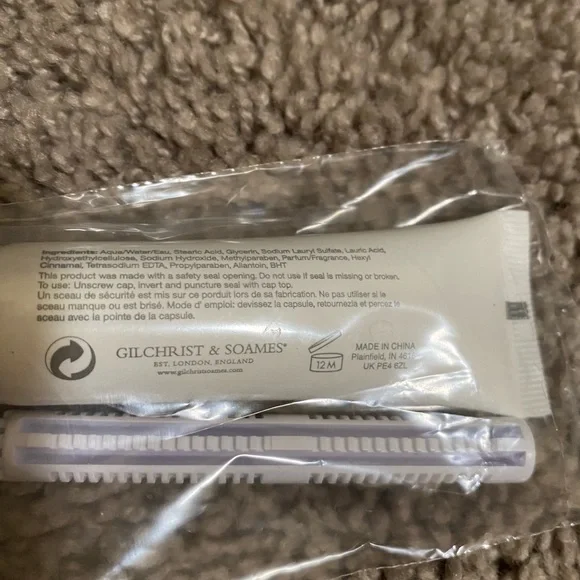 Ingredients: Aqua/Water/Eau, Stearic Acid, Glycerin, Sodium Lauryl Sulfate, Lauric Acid,
Hydroxyethylcellulose, Sodium Hydroxide, Methylparaben, Parfum/Fragrance, Hexyl
Cinnamal, Tetrasodium EDTA, Propylparaben, Allantoin, BHT
This product was made with a safety seal opening. Do not use if seal is missing or broken.
To use: Unscrew cap, invert and puncture seal with cap top.
Un sceau de sécurité est mis sur ce porduit lors de sa fabrication. Ne pas utiliser si le
sceau manque ou est brisé. Mode d' emploi: devissez la capsule, retournezla et percez le
sceau avec la pointe de la capsule.
GILCHRIST & SOAMES®
EST. LONDON, ENGLAND
www.gilchristsoames.com
12 M
MADE IN CHINA
Plainfield, IN
UK PE4 6ZL